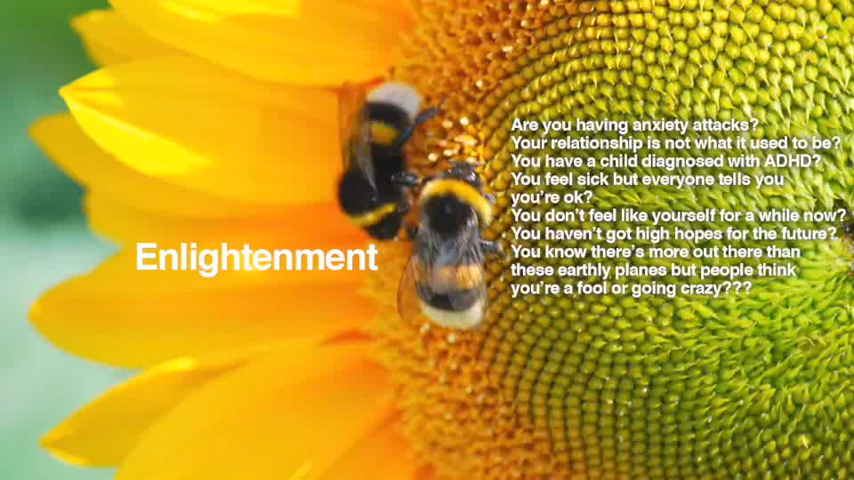 Enlightenment
Are you having anxiety attacks?
Your relationship is not what it used to be?
You have a child diagnosed with ADHD?
You feel sick but everyone tells you
you're ok?
You don't feel like yourself for a while now?
You haven't got high hopes for the future?
You know there's more out there than
these earthly planes but people think
you're a fool or going crazy???